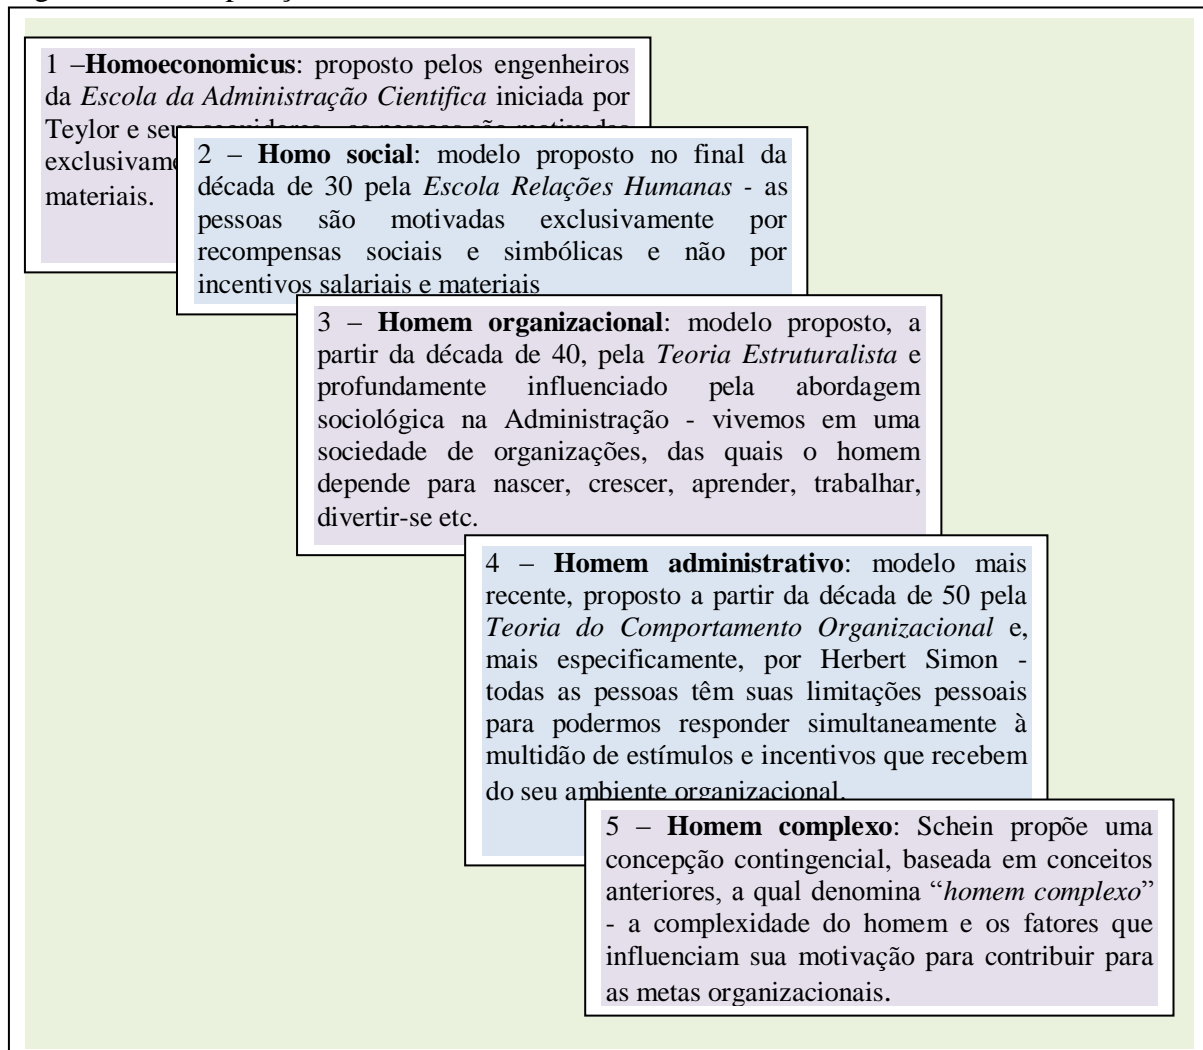 1 –Homoeconomicus: proposto pelos engenheiros
da Escola da Administração Cientifica iniciada por
Teylor e seus
exclusivame
materiais.
2 – Homo social: modelo proposto no final da
década de 30 pela Escola Relações Humanas - as
pessoas são motivadas exclusivamente por
recompensas sociais e simbólicas e não por
incentivos salariais e materiais
3 – Homem organizacional: modelo proposto, a
partir da década de 40, pela Teoria Estruturalista e
profundamente influenciado pela abordagem
sociológica na Administração - vivemos em uma
sociedade de organizações, das quais o homem
depende para nascer, crescer, aprender, trabalhar,
divertir-se etc.
4 – Homem administrativo: modelo mais
recente, proposto a partir da década de 50 pela
Teoria do Comportamento Organizacional e,
mais especificamente, por Herbert Simon -
todas as pessoas têm suas limitações pessoais
para podermos responder simultaneamente à
multidão de estímulos e incentivos que recebem
do seu ambiente organizacional.
5 – Homem complexo: Schein propõe uma
concepção contingencial, baseada em conceitos
anteriores, a qual denomina “homem complexo”
- a complexidade do homem e os fatores que
influenciam sua motivação para contribuir para
as metas organizacionais.